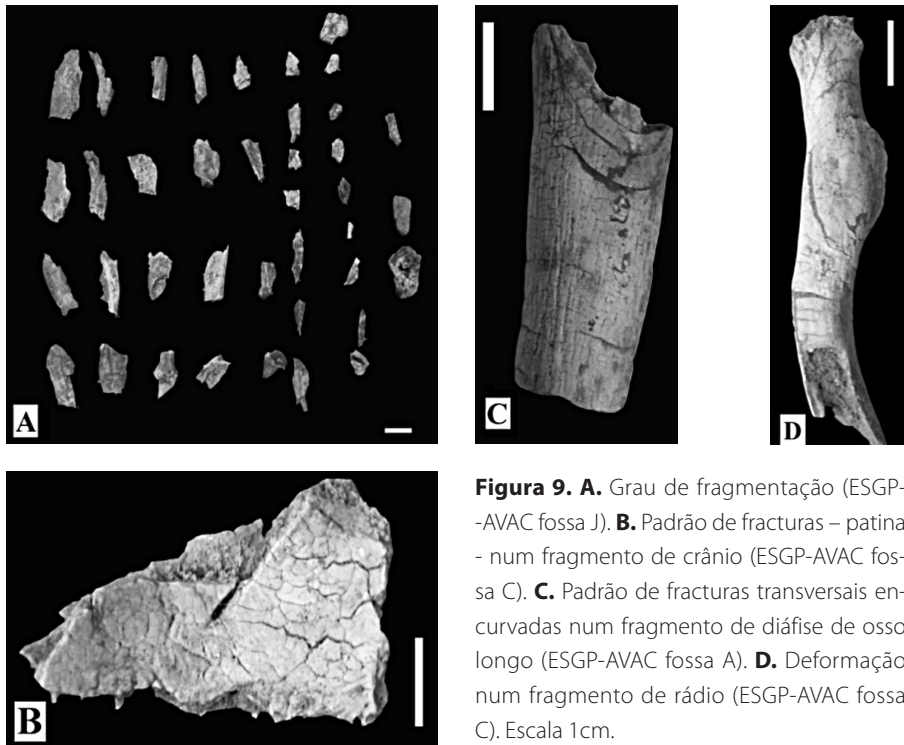 A
C
D
B
Figura 9. A. Grau de fragmentação (ESGP-
-AVAC fossa J). B. Padrão de fracturas – patina
- num fragmento de crânio (ESGP-AVAC fos-
sa C). C. Padrão de fracturas transversais en-
curvadas num fragmento de diáfise de osso
longo (ESGP-AVAC fossa A). D. Deformação
num fragmento de rádio (ESGP-AVAC fossa
C). Escala 1cm.